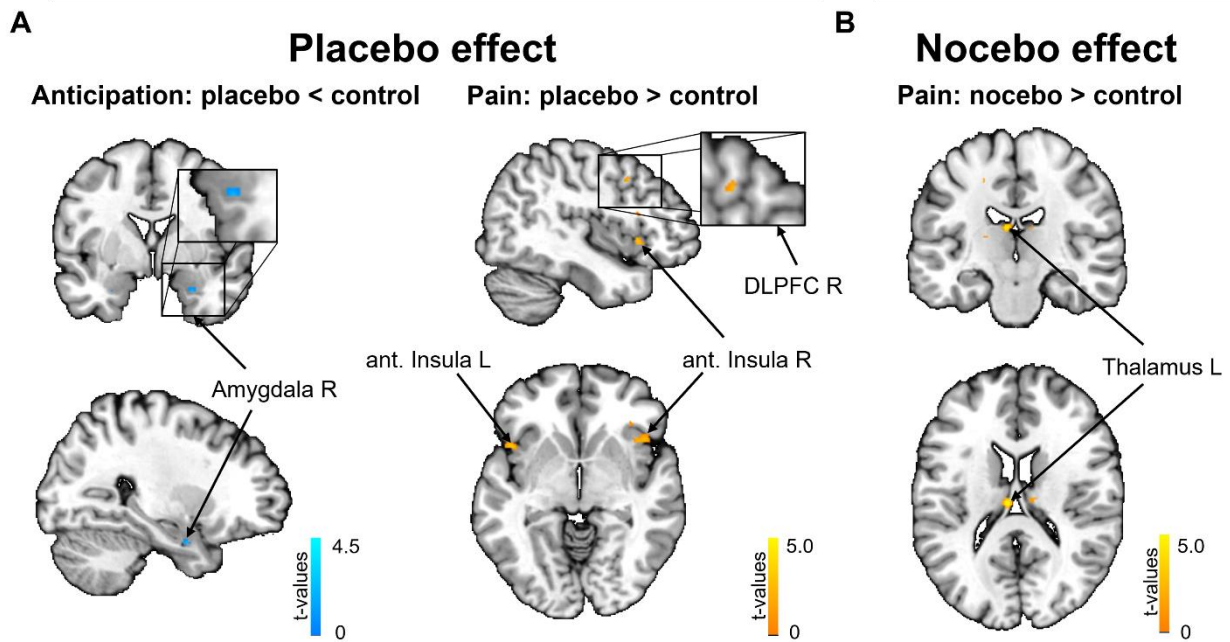 A
Placebo effect
Anticipation: placebo < control
Pain: placebo > control
DLPFC R
ant. Insula L
ant. Insula R
Amygdala R
t-values
4.5
0
t-values
5.0
0
B
Nocebo effect
Pain: nocebo > control
Thalamus L
t-values
5.0
0